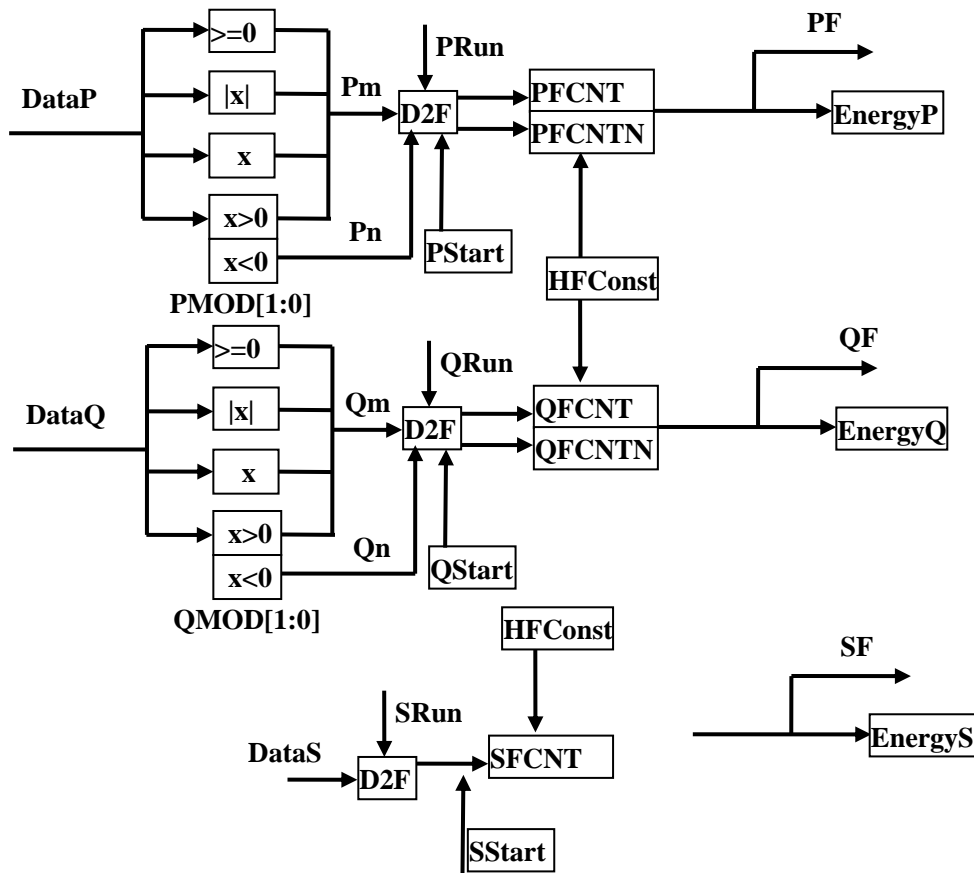 PF
>=0
PRun
DataP
|x|
Pm
D2F
PFCNT
EnergyP
PFCNTN
x
x>0
Pn
PStart
x<0
HFConst
PMOD[1:0]
>=0
QRun
QF
DataQ
|x|
Qm
D2F
QFCNT
EnergyQ
QFCNTN
x
x>0
Qn
QStart
x<0
QMOD[1:0]
HFConst
SF
SRun
DataS
D2F
SFCNT
EnergyS
SStart